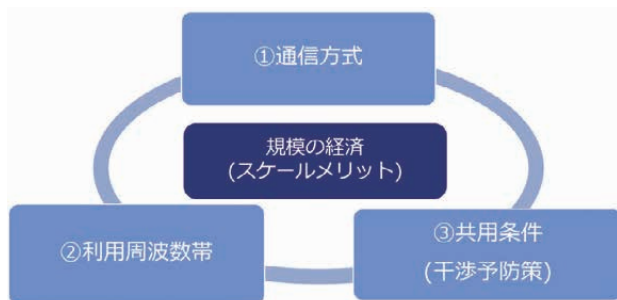 ①通信方式
規模の経済
(スケールメリット)
②利用周波数帯
③共用条件
(干渉予防策)